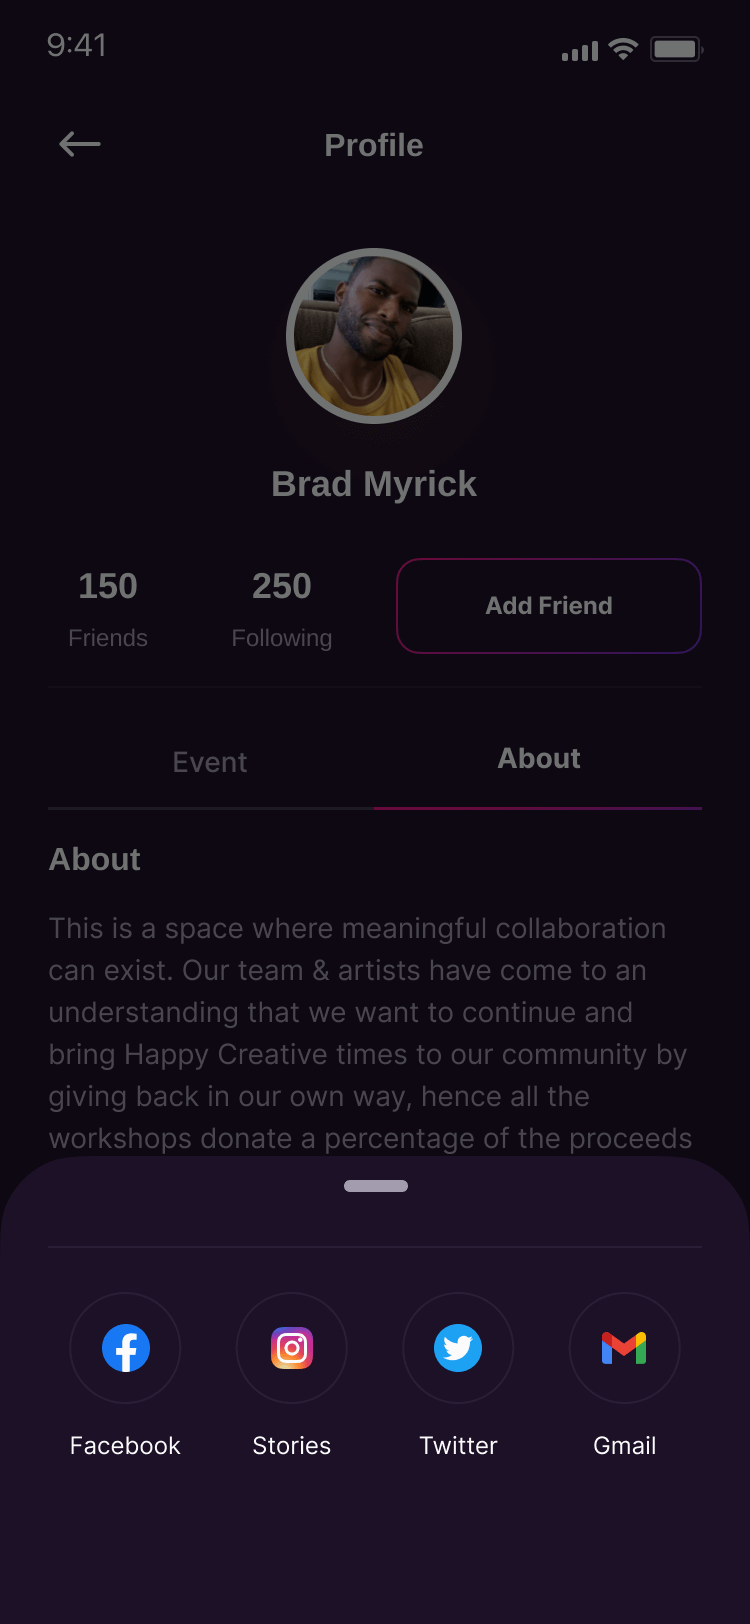 9:41
Profile
Brad Myrick
150
Friends
250
Following
Add Friend
Event
About
About
This is a space where meaningful collaboration
can exist. Our team & artists have come to an
understanding that we want to continue and
bring Happy Creative times to our community by
giving back in our own way, hence all the
workshops donate a percentage of the proceeds
Facebook
Stories
Twitter
Gmail